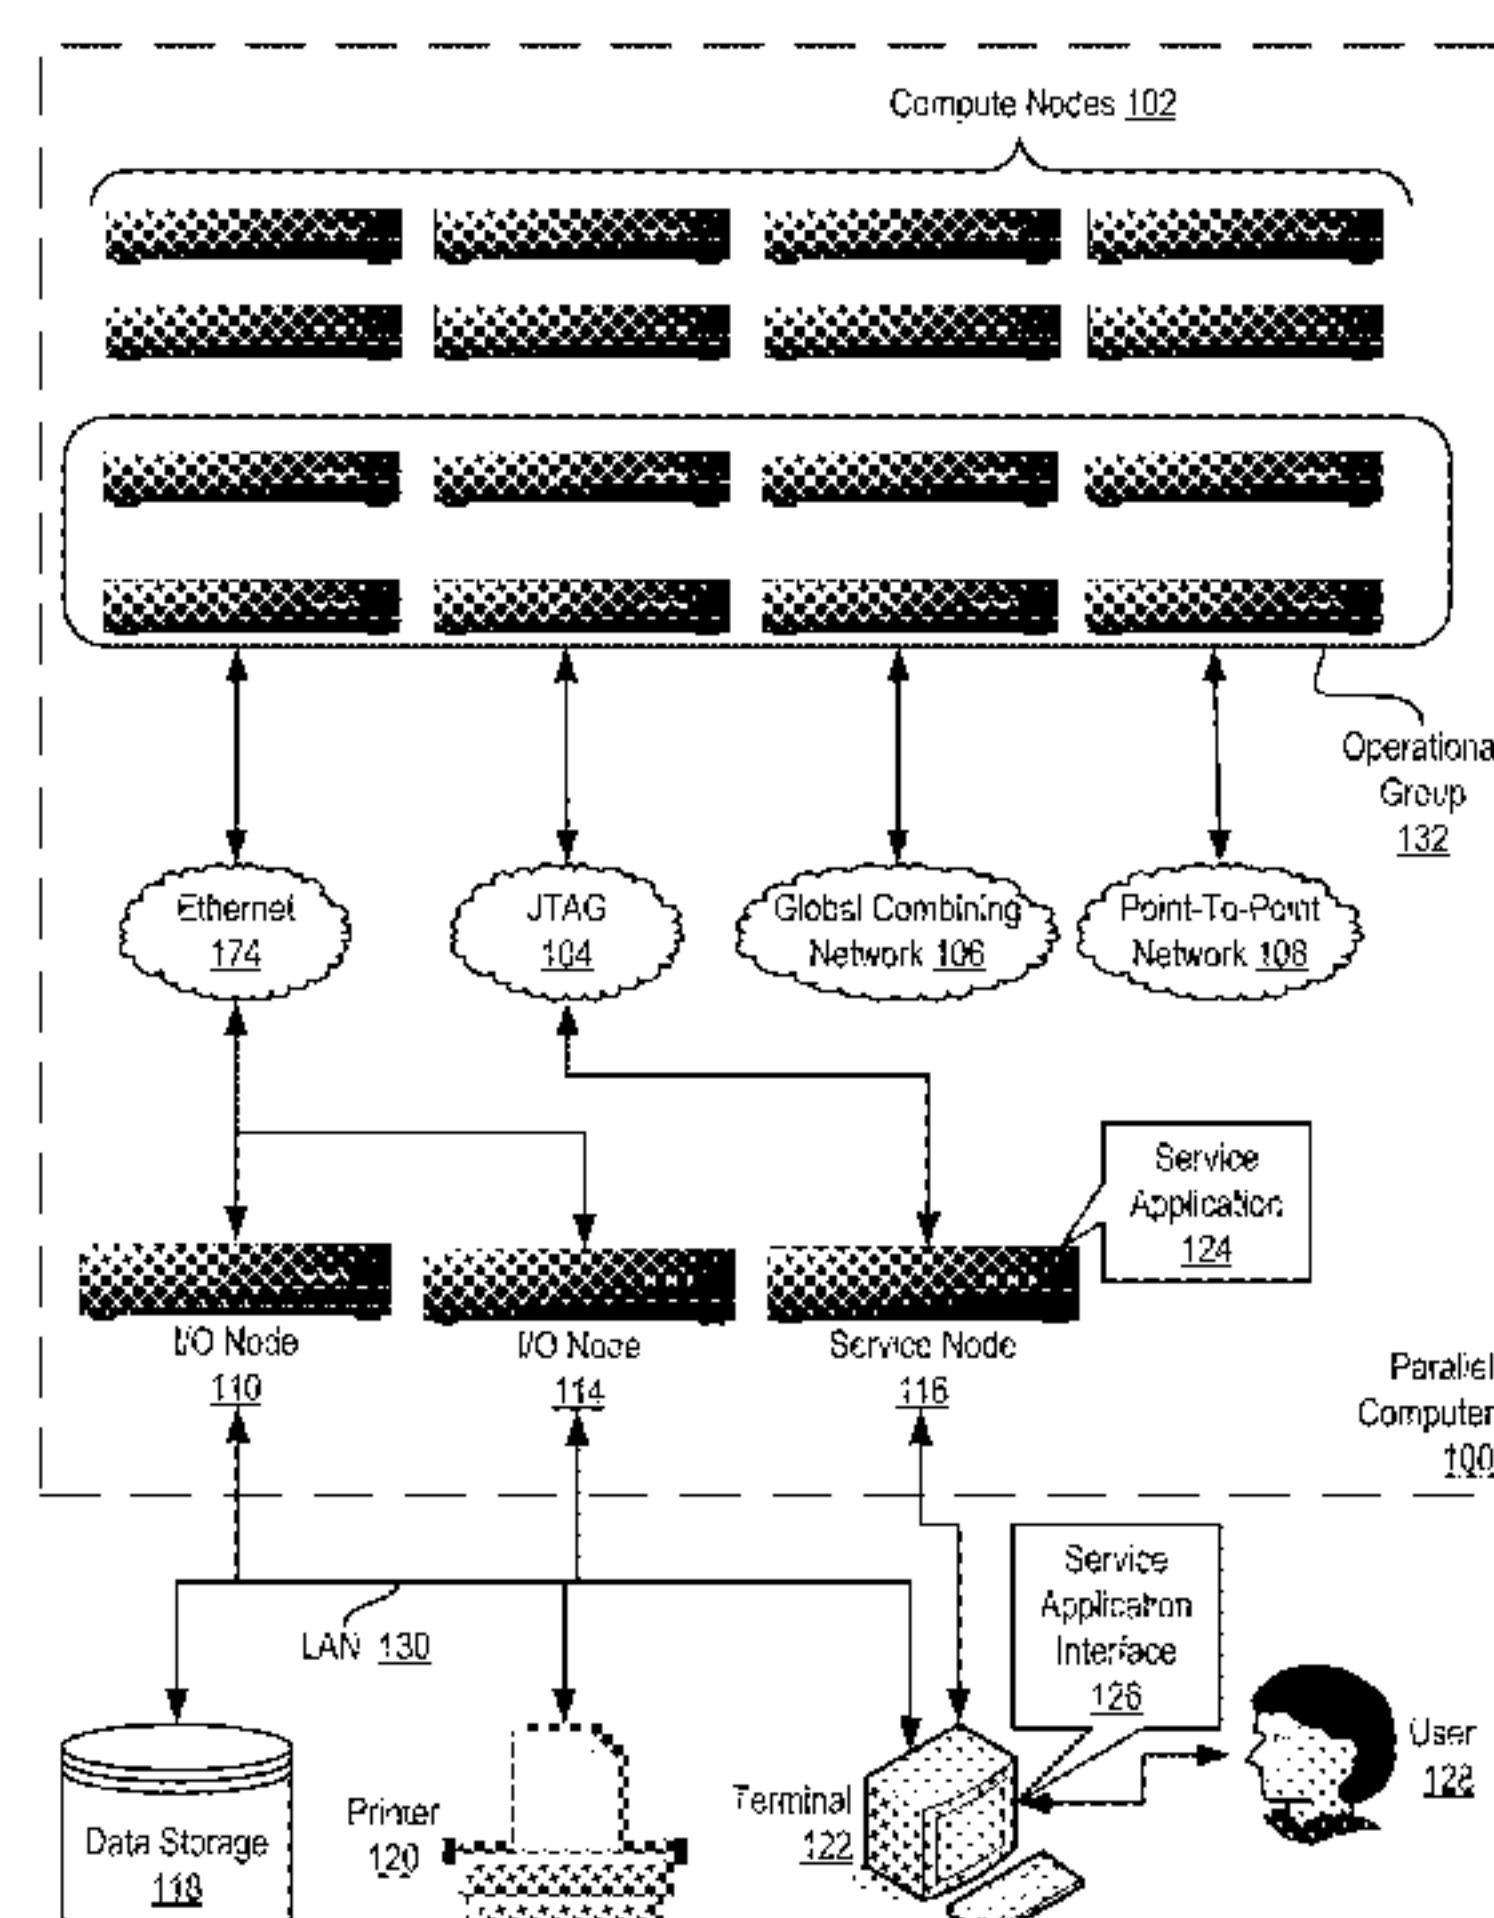 Compute Nodes 102
Operationa
Group
132
Ethernet
174
JTAG
104
Global Combining
Network 106
Point-To-Point
Network 108
Service
Application
124
I/O Node
110
I/O Node
114
Service Node
116
Parallel
Computer
100
Service
Application
Interface
126
LAN 130
User
128
Printer
120
Terminal
122
Data Storage
118